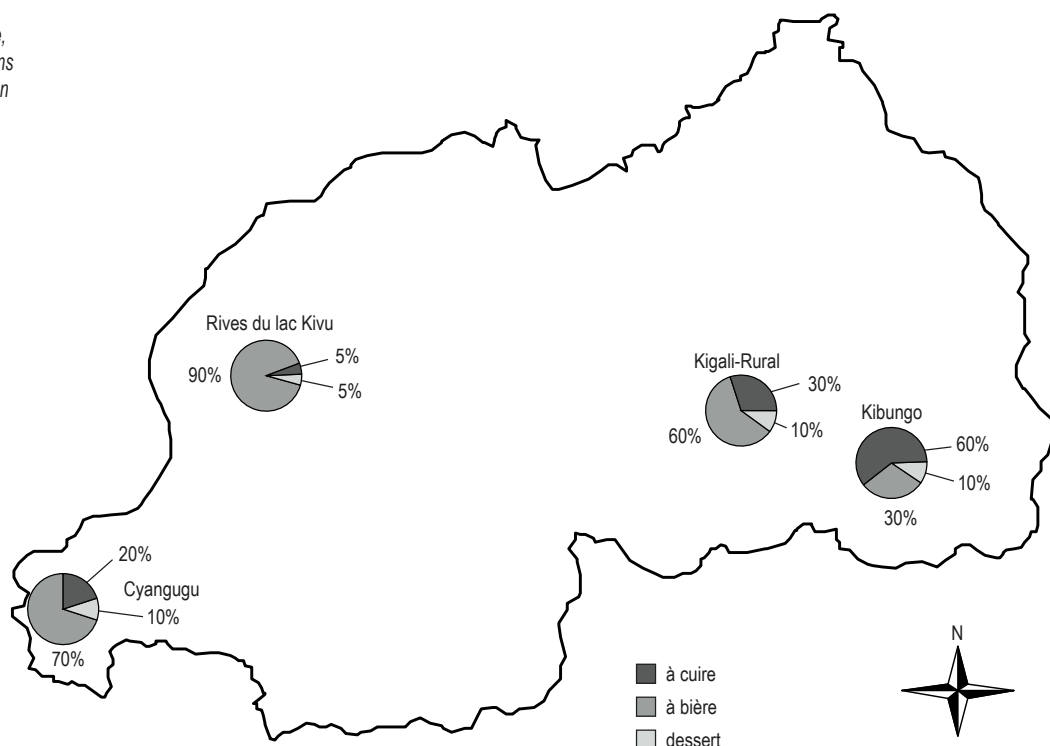 e,
ns
n
Rives du lac Kivu
5%
90%
5%
Kigali-Rural
30%
60%
10%
Kibungo
60%
10%
30%
20%
Cyangugu
10%
70%
N
à cuire
à bière
dessert